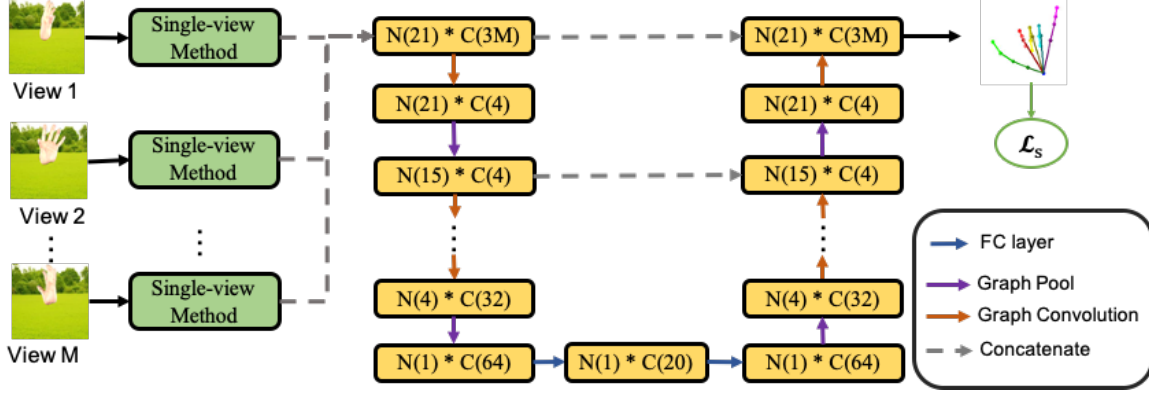 View 1
Single-view
Method
View 2
Single-view
Method
⋮
⋮
View M
Single-view
Method
N(21) * C(3M)
N(21) * C(4)
N(15) * C(4)
⋮
N(4) * C(32)
N(1) * C(64)
N(1) * C(20)
N(21) * C(3M)
N(21) * C(4)
N(15) * C(4)
⋮
N(4) * C(32)
N(1) * C(64)
ℒs
FC layer
Graph Pool
Graph Convolution
Concatenate